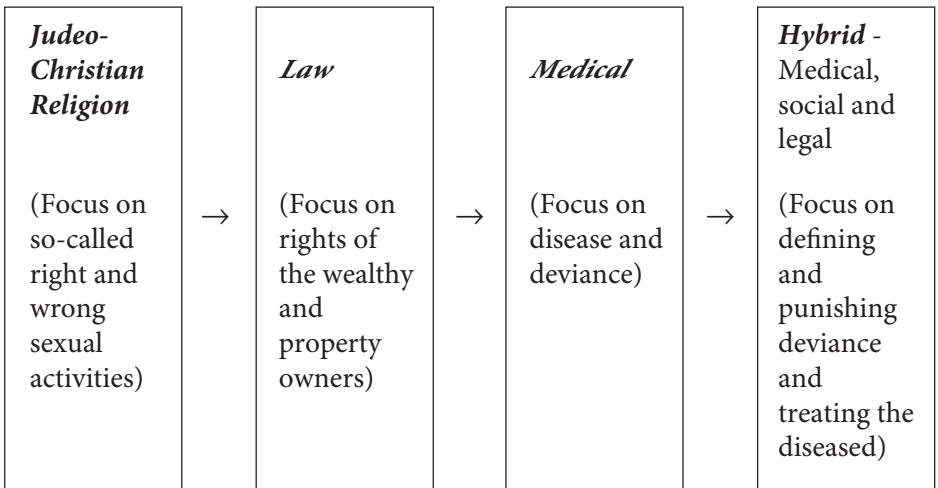 Judeo-
Christian
Religion
(Focus on
so-called
right and
wrong
sexual
activities)
→
Law
(Focus on
rights of
the wealthy
and
property
owners)
→
Medical
(Focus on
disease and
deviance)
→
Hybrid -
Medical,
social and
legal
(Focus on
defining
and
punishing
deviance
and
treating the
diseased)